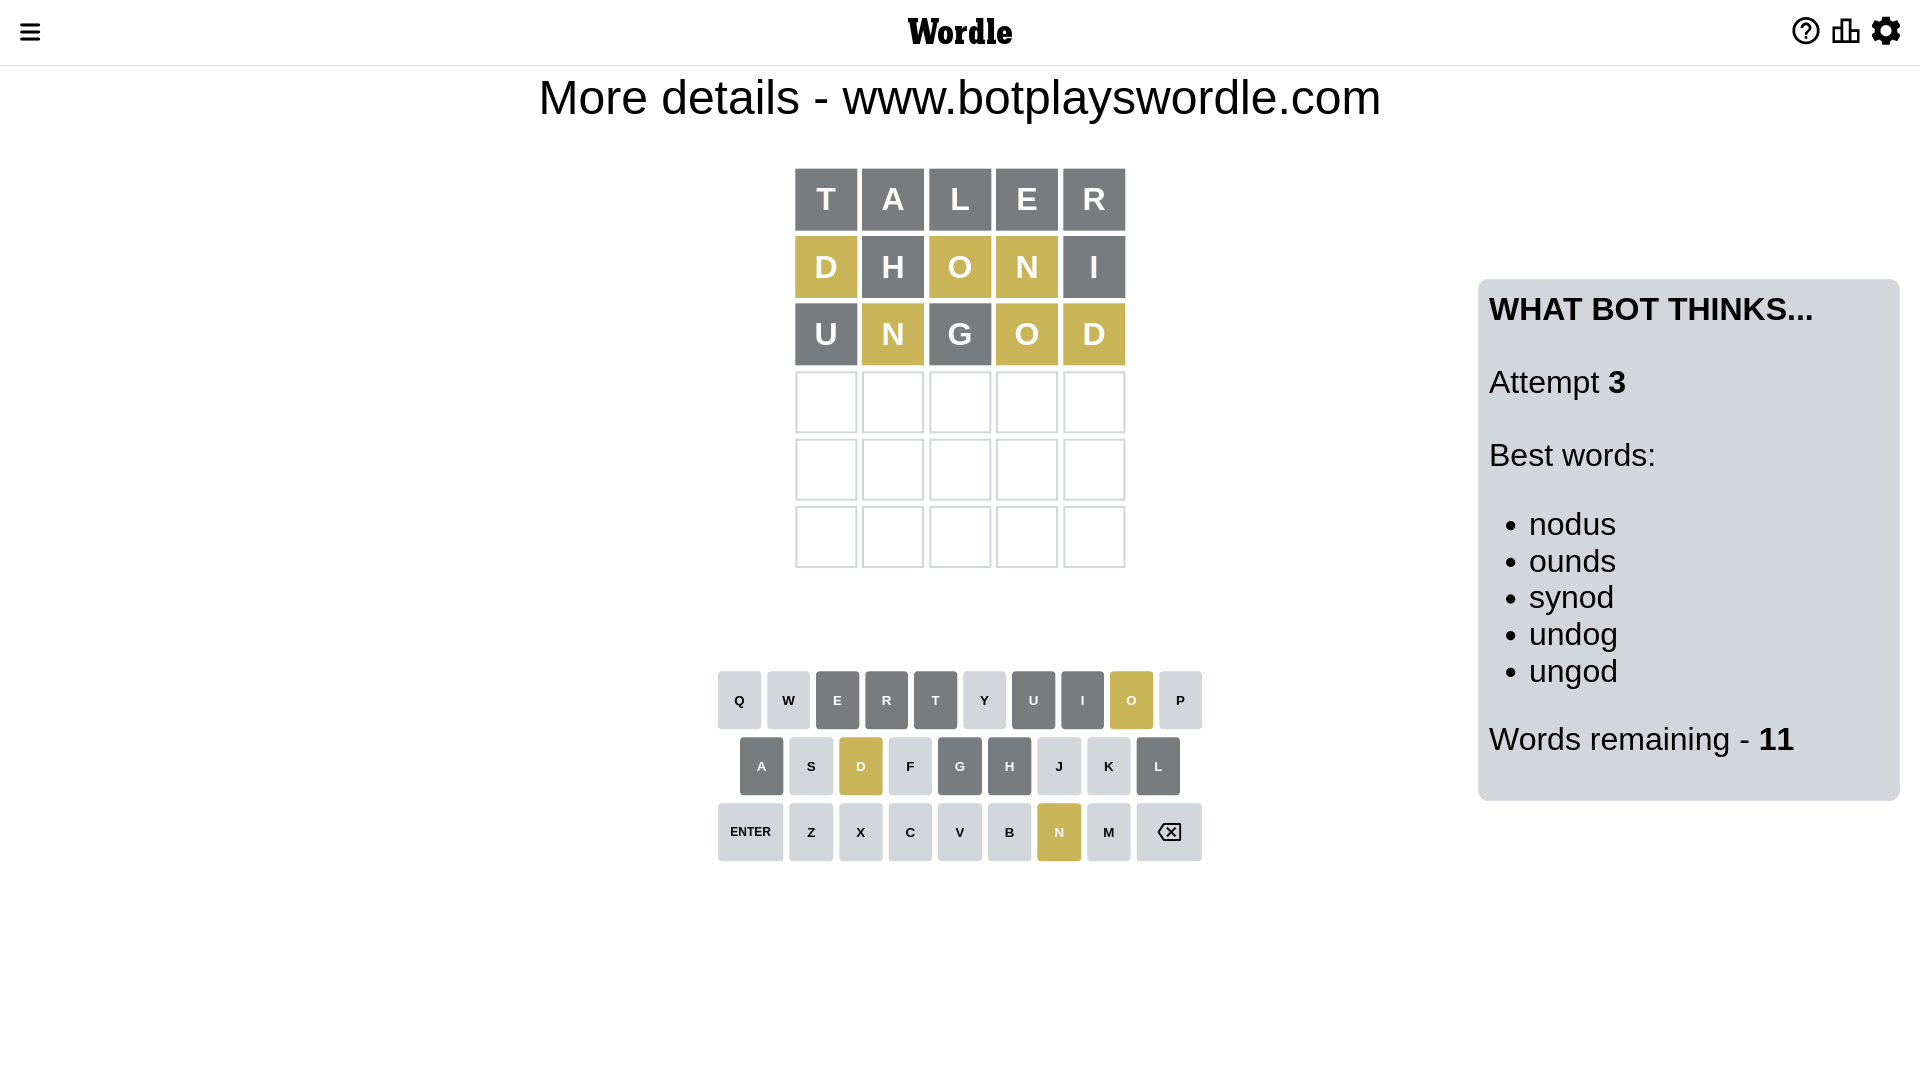 Wordle
More details - www.botplayswordle.com
T A L E R
D H O N I
U N G O D
WHAT BOT THINKS...
Attempt 3
Best words:
• nodus
• ounds
• synod
• undog
• ungod
Words remaining - 11
Q W E R T Y U I O P
A S D F G H J K L
ENTER Z X C V B N M